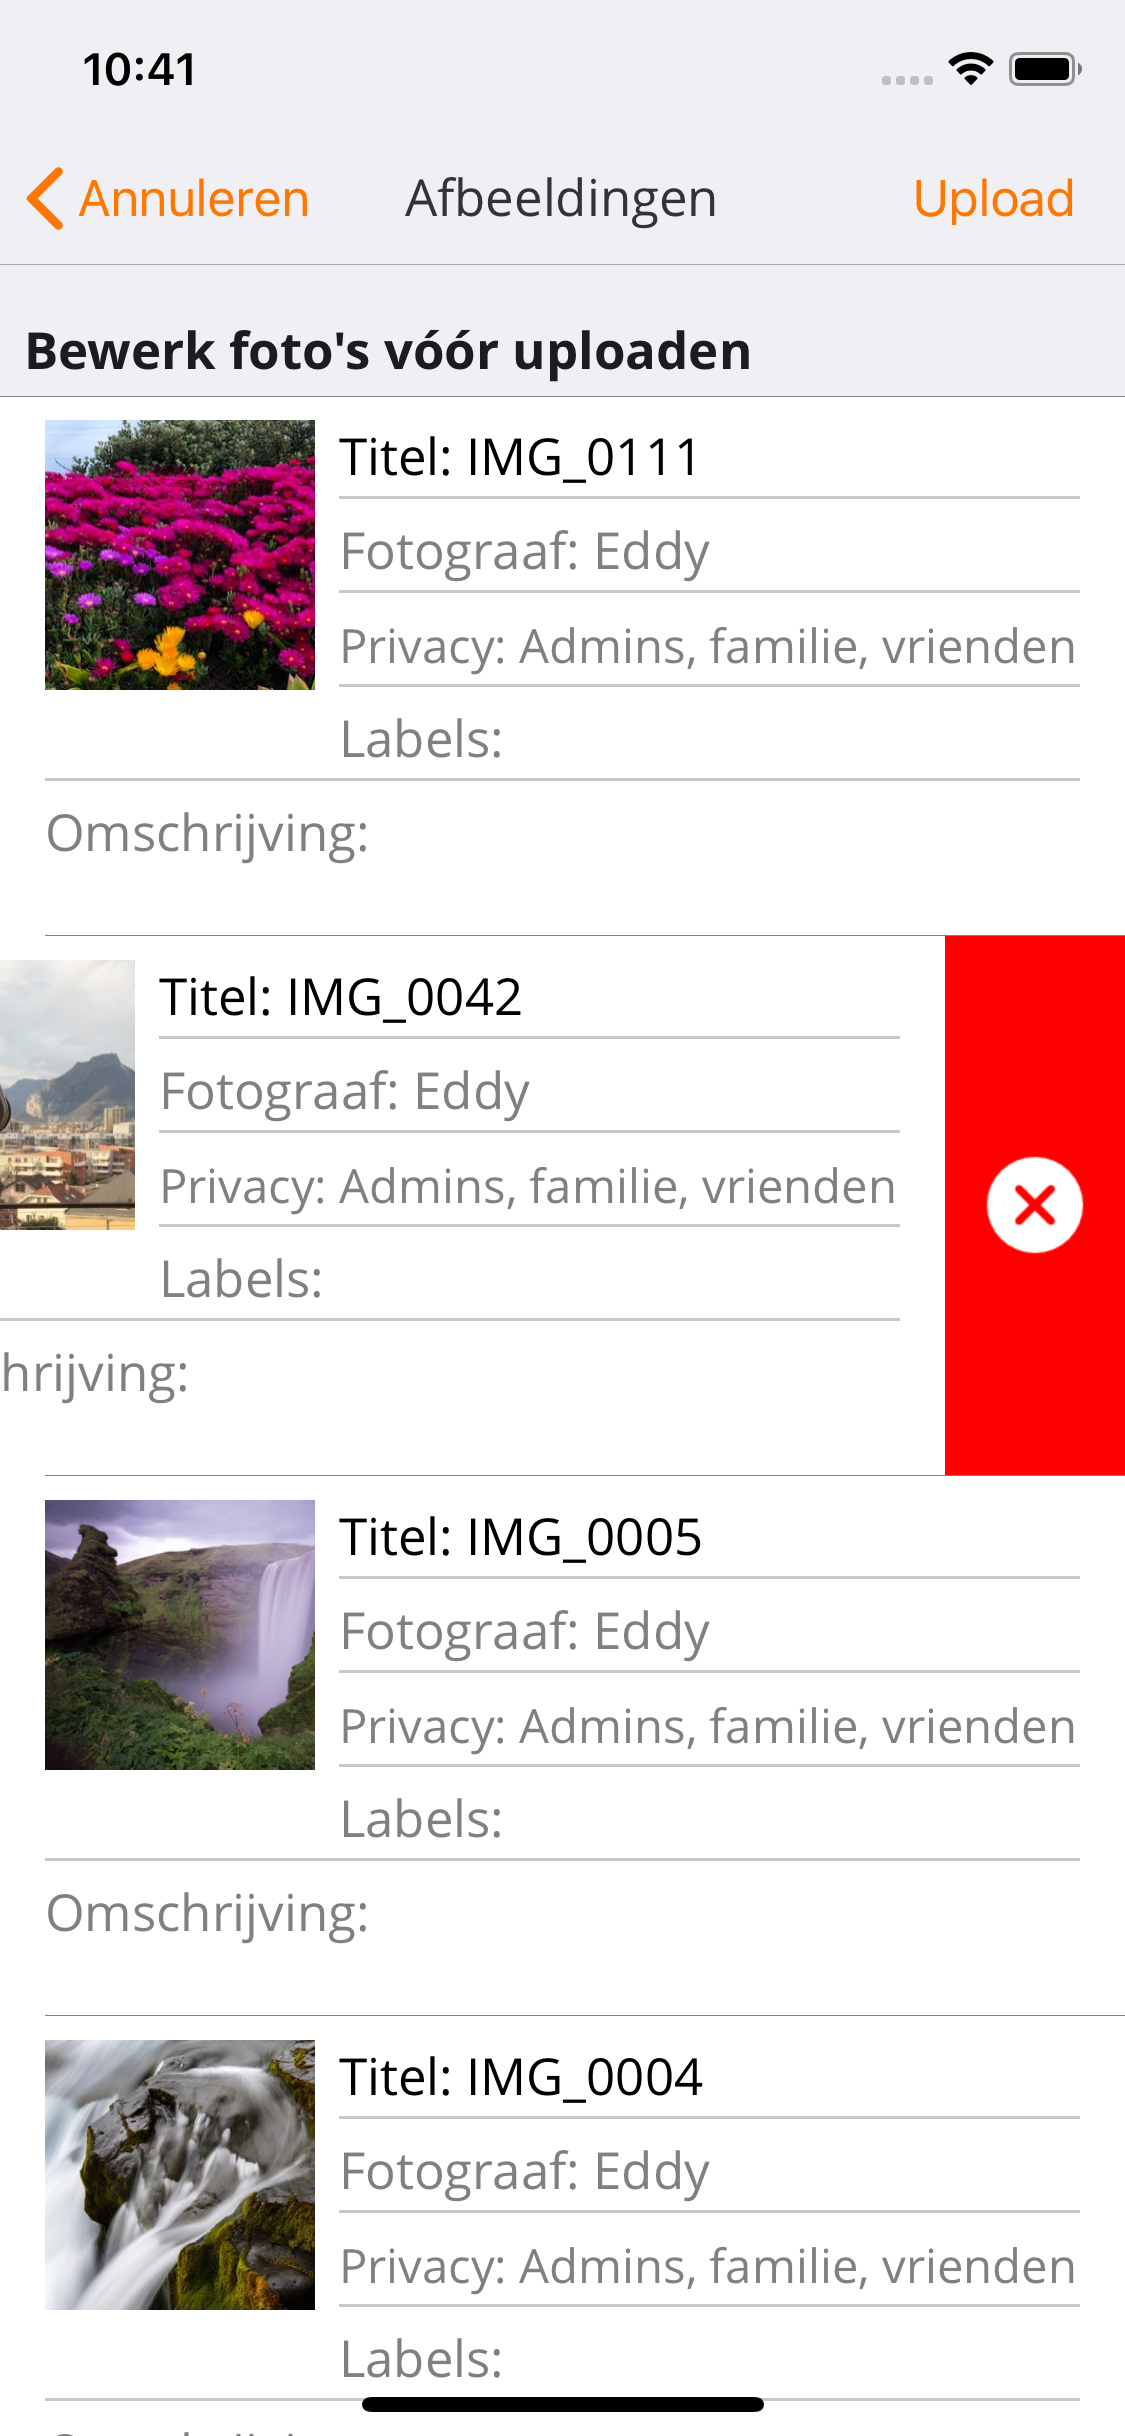 10:41
Annuleren Afbeeldingen Upload
Bewerk foto's vóór uploaden
Titel: IMG_0111
Fotograaf: Eddy
Privacy: Admins, familie, vrienden
Labels:
Omschrijving:
Titel: IMG_0042
Fotograaf: Eddy
Privacy: Admins, familie, vrienden
Labels:
hrijving:
Titel: IMG_0005
Fotograaf: Eddy
Privacy: Admins, familie, vrienden
Labels:
Omschrijving:
Titel: IMG_0004
Fotograaf: Eddy
Privacy: Admins, familie, vrienden
Labels: